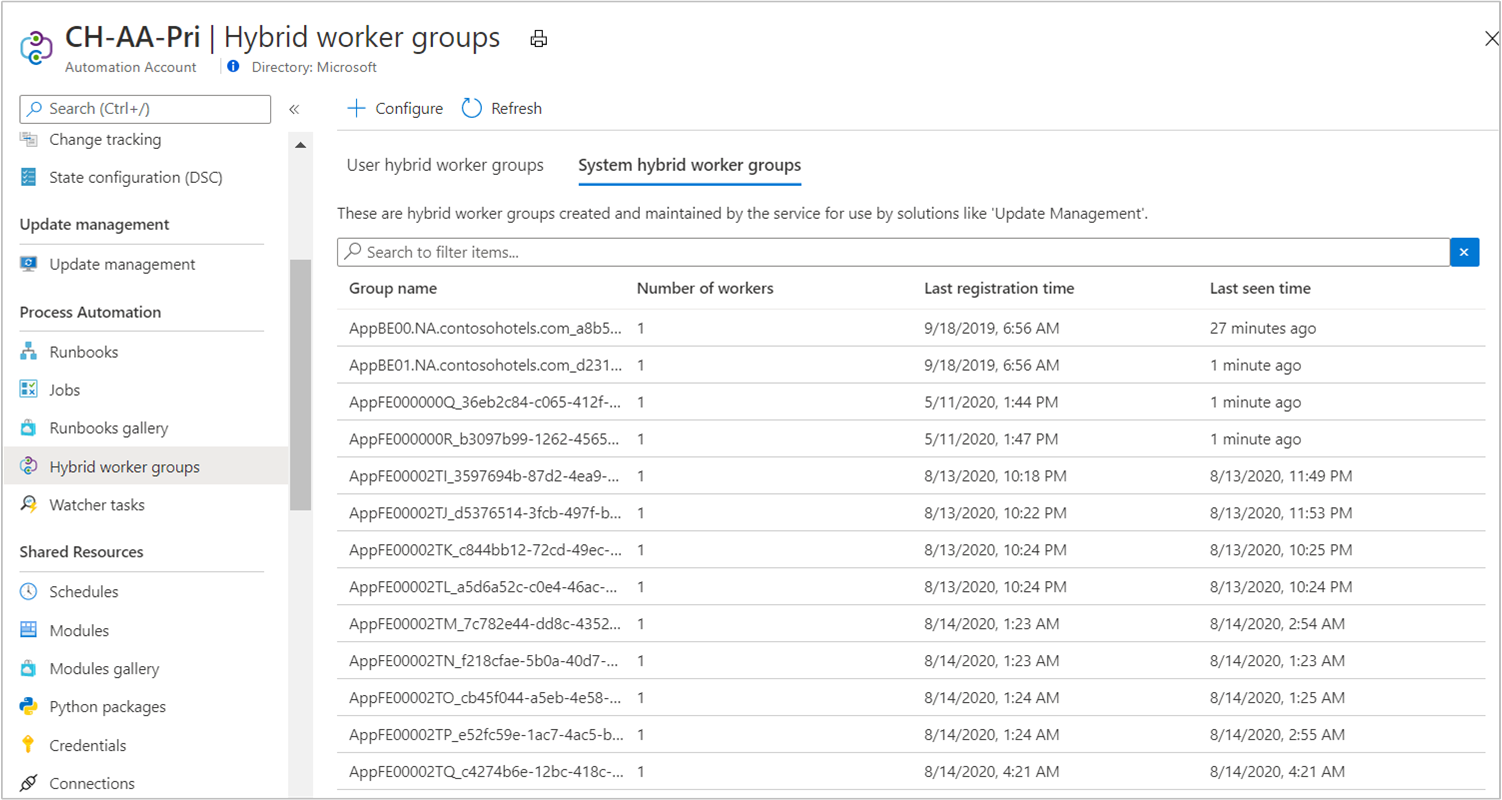 CH-AA-Pri | Hybrid worker groups
Automation Account Directory: Microsoft
Search (Ctrl+/)
«
Change tracking
State configuration (DSC)
Update management
Update management
Process Automation
Runbooks
Jobs
Runbooks gallery
Hybrid worker groups
Watcher tasks
Shared Resources
Schedules
Modules
Modules gallery
Python packages
Credentials
Connections
Configure Refresh
User hybrid worker groups System hybrid worker groups
These are hybrid worker groups created and maintained by the service for use by solutions like 'Update Management'.
Search to filter items...
Group name Number of workers Last registration time Last seen time
AppBE00.NA.contosohotels.com_a8b5... 1 9/18/2019, 6:56 AM 27 minutes ago
AppBE01.NA.contosohotels.com_d231... 1 9/18/2019, 6:56 AM 1 minute ago
AppFE000000Q_36eb2c84-c065-412f-... 1 5/11/2020, 1:44 PM 1 minute ago
AppFE000000R_b3097b99-1262-4565... 1 5/11/2020, 1:47 PM 1 minute ago
AppFE00002TI_3597694b-87d2-4ea9-... 1 8/13/2020, 10:18 PM 8/13/2020, 11:49 PM
AppFE00002TJ_d5376514-3fcb-497f-b... 1 8/13/2020, 10:22 PM 8/13/2020, 11:53 PM
AppFE00002TK_c844bb12-72cd-49ec-... 1 8/13/2020, 10:24 PM 8/13/2020, 10:25 PM
AppFE00002TL_a5d6a52c-c0e4-46ac-... 1 8/13/2020, 10:24 PM 8/13/2020, 10:24 PM
AppFE00002TM_7c782e44-dd8c-4352... 1 8/14/2020, 1:23 AM 8/14/2020, 2:54 AM
AppFE00002TN_f218cfae-5b0a-40d7-... 1 8/14/2020, 1:23 AM 8/14/2020, 1:23 AM
AppFE00002TO_cb45f044-a5eb-4e58-... 1 8/14/2020, 1:24 AM 8/14/2020, 1:25 AM
AppFE00002TP_e52fc59e-1ac7-4ac5-b... 1 8/14/2020, 1:24 AM 8/14/2020, 2:55 AM
AppFE00002TQ_c4274b6e-12bc-418c-... 1 8/14/2020, 4:21 AM 8/14/2020, 4:21 AM